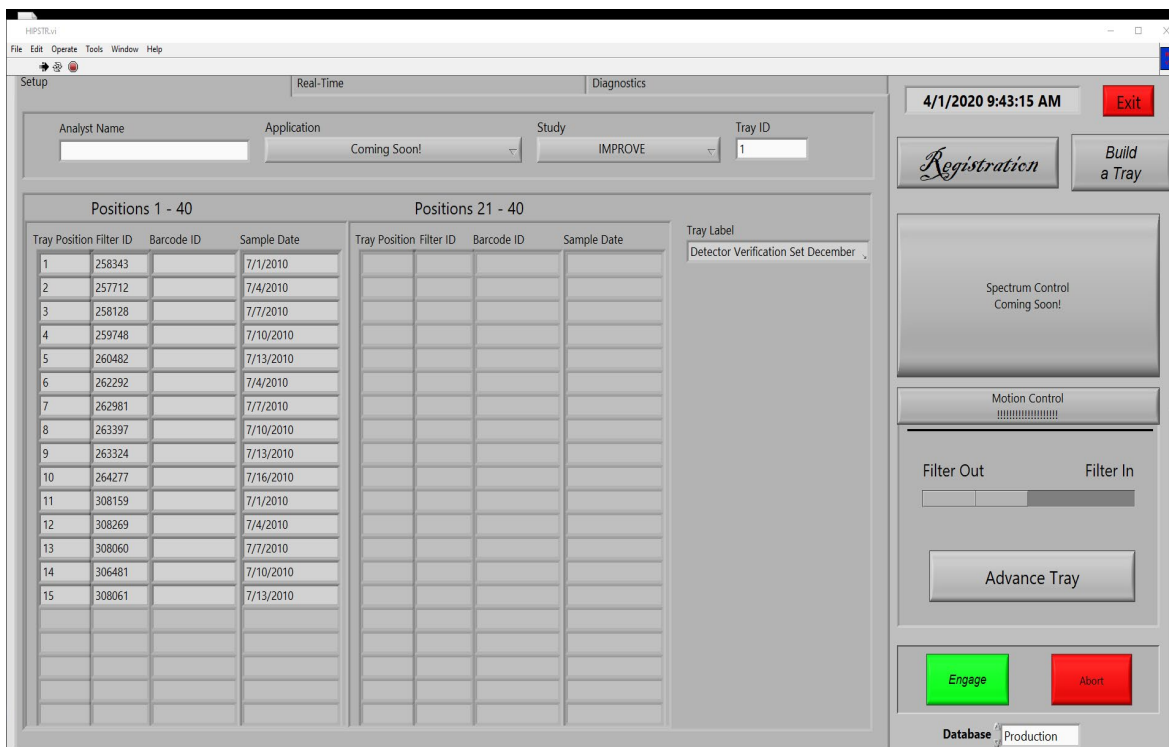 HIPSTR.vi
File Edit Operate Tools Window Help
Setup Real-Time Diagnostics
4/1/2020 9:43:15 AM Exit
Analyst Name Application Study Tray ID
Coming Soon! IMPROVE 1
Registration Build
a Tray
Positions 1 - 40 Positions 21 - 40
Tray Position Filter ID Barcode ID Sample Date Tray Position Filter ID Barcode ID Sample Date Tray Label
Detector Verification Set December
1 258343 7/1/2010
2 257712 7/4/2010
3 258128 7/7/2010
4 259748 7/10/2010
5 260482 7/13/2010
6 262292 7/4/2010
7 262981 7/7/2010
8 263397 7/10/2010
9 263324 7/13/2010
10 264277 7/16/2010
11 308159 7/1/2010
12 308269 7/4/2010
13 308060 7/7/2010
14 306481 7/10/2010
15 308061 7/13/2010
Spectrum Control
Coming Soon!
Motion Control
!!!!!!!!!!!!!!!!!!!!
Filter Out Filter In
Advance Tray
Engage Abort
Database Production